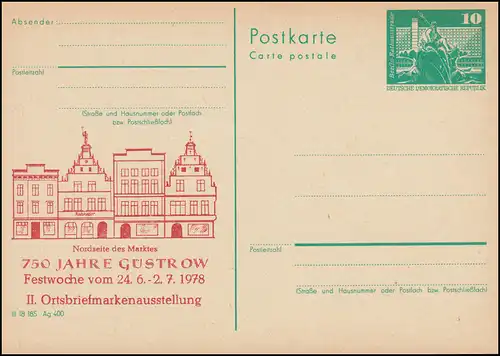 Absender:
Postleitzahl
(Straße und Hausnummer oder Postfach
bzw. Postschließfach)
Nordseite des Marktes
750 JAHRE GÜSTROW
Festwoche vom 24. 6. - 2. 7. 1978
II. Ortsbriefmarkenausstellung
II 18 185 Ag 400
Postkarte
Carte postale
10
DEUTSCHE DEMOKRATISCHE REPUBLIK
Postleitzahl
(Straße und Hausnummer oder Postfach bzw. Postschließfach)